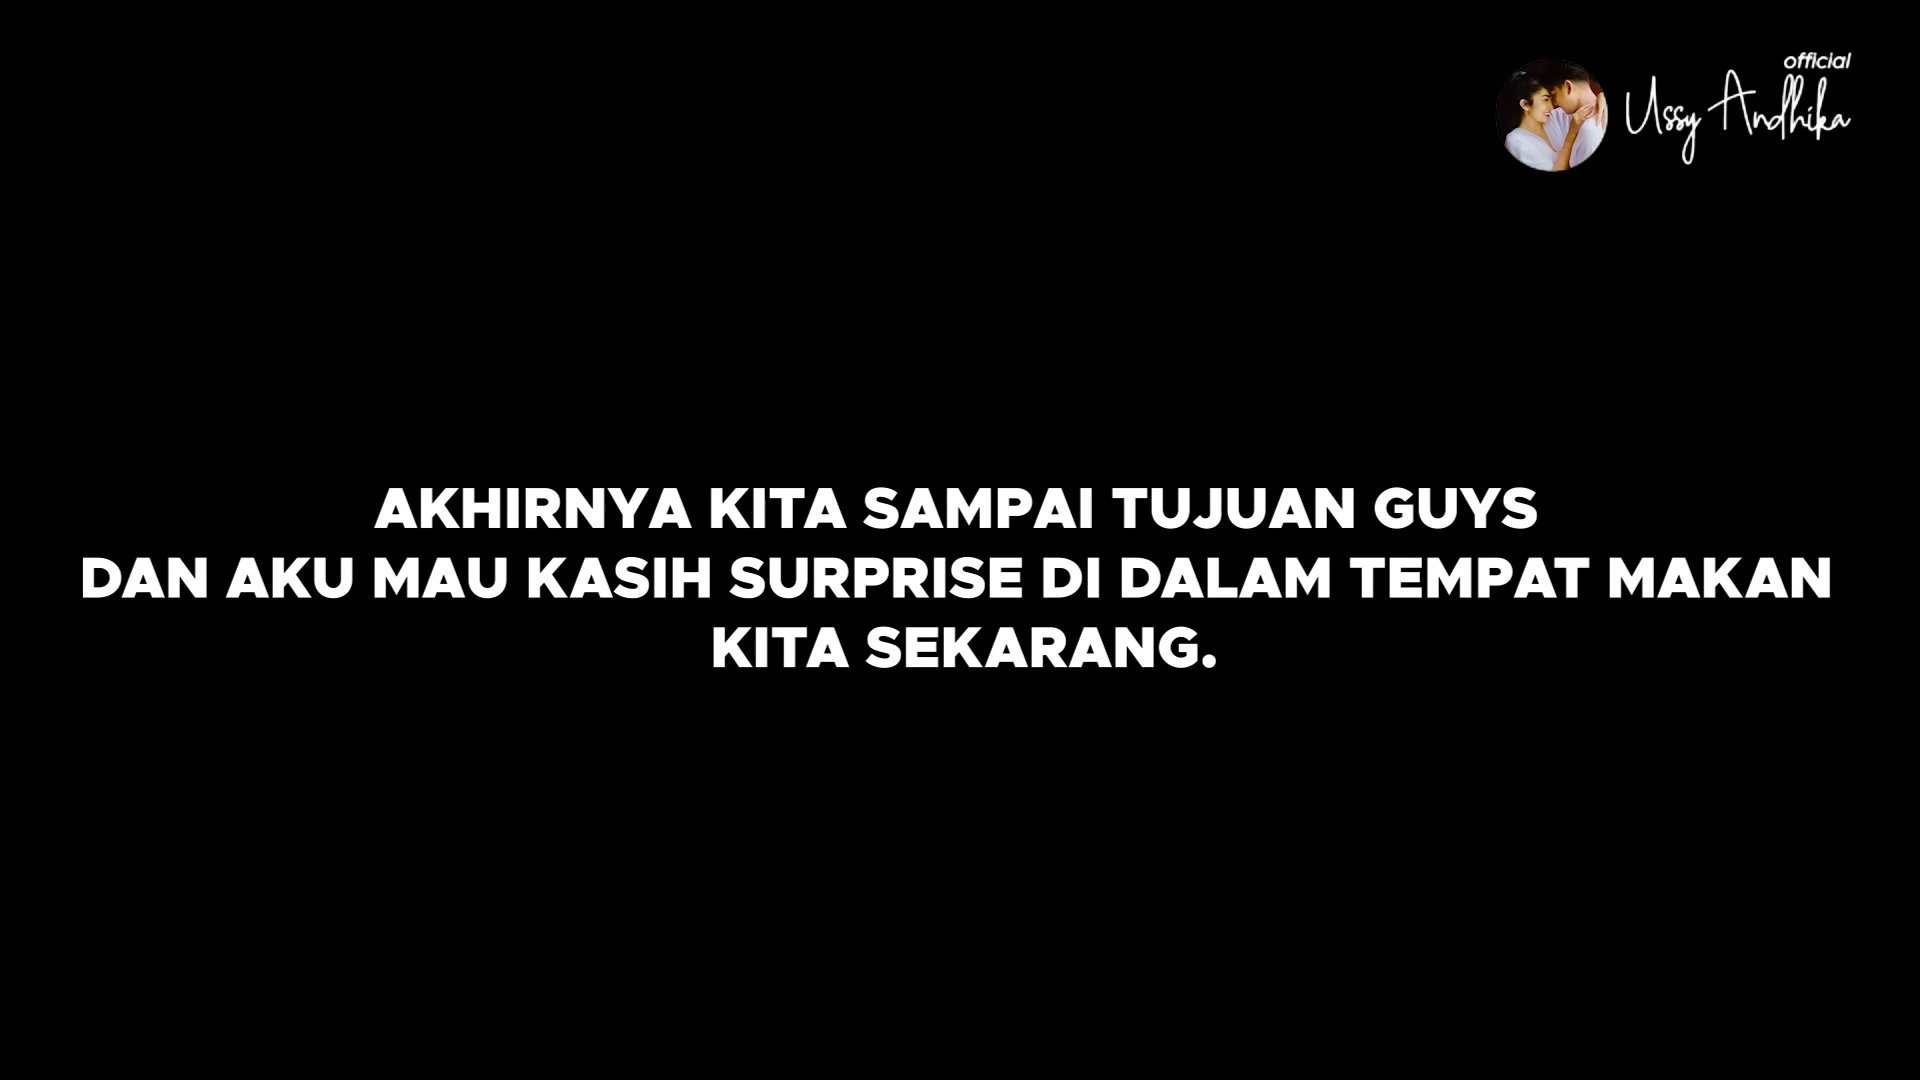 official
Ussy Andhika
AKHIRNYA KITA SAMPAI TUJUAN GUYS
DAN AKU MAU KASIH SURPRISE DI DALAM TEMPAT MAKAN
KITA SEKARANG.